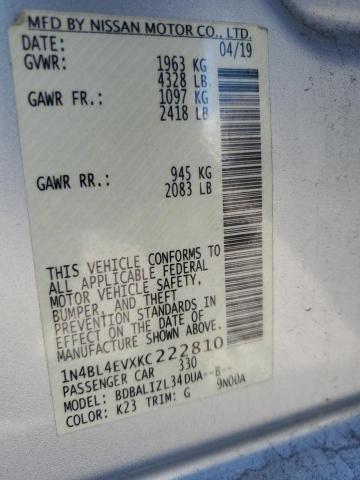 MFD BY NISSAN MOTOR CO., LTD.
DATE: 04/19
GVWR: 1963 KG
4328 LB
GAWR FR.: 1097 KG
2418 LB
GAWR RR.: 945 KG
2083 LB
THIS VEHICLE CONFORMS TO
ALL APPLICABLE FEDERAL
MOTOR VEHICLE SAFETY,
BUMPER, AND THEFT
PREVENTION STANDARDS IN
EFFECT ON THE DATE OF
MANUFACTURE SHOWN ABOVE.
1N4BL4EVXKC222810
PASSENGER CAR 330
MODEL: BDBALIZL34DUA--B--
COLOR: K23 TRIM: G 9N00A